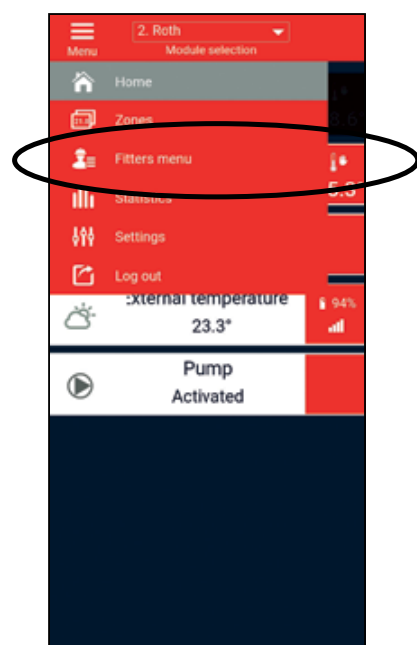 2. Roth
Menu
Module selection
Home
Zones
Fitters menu
Statistics
Settings
Log out
:xternal temperature
94%
23.3°
Pump
Activated